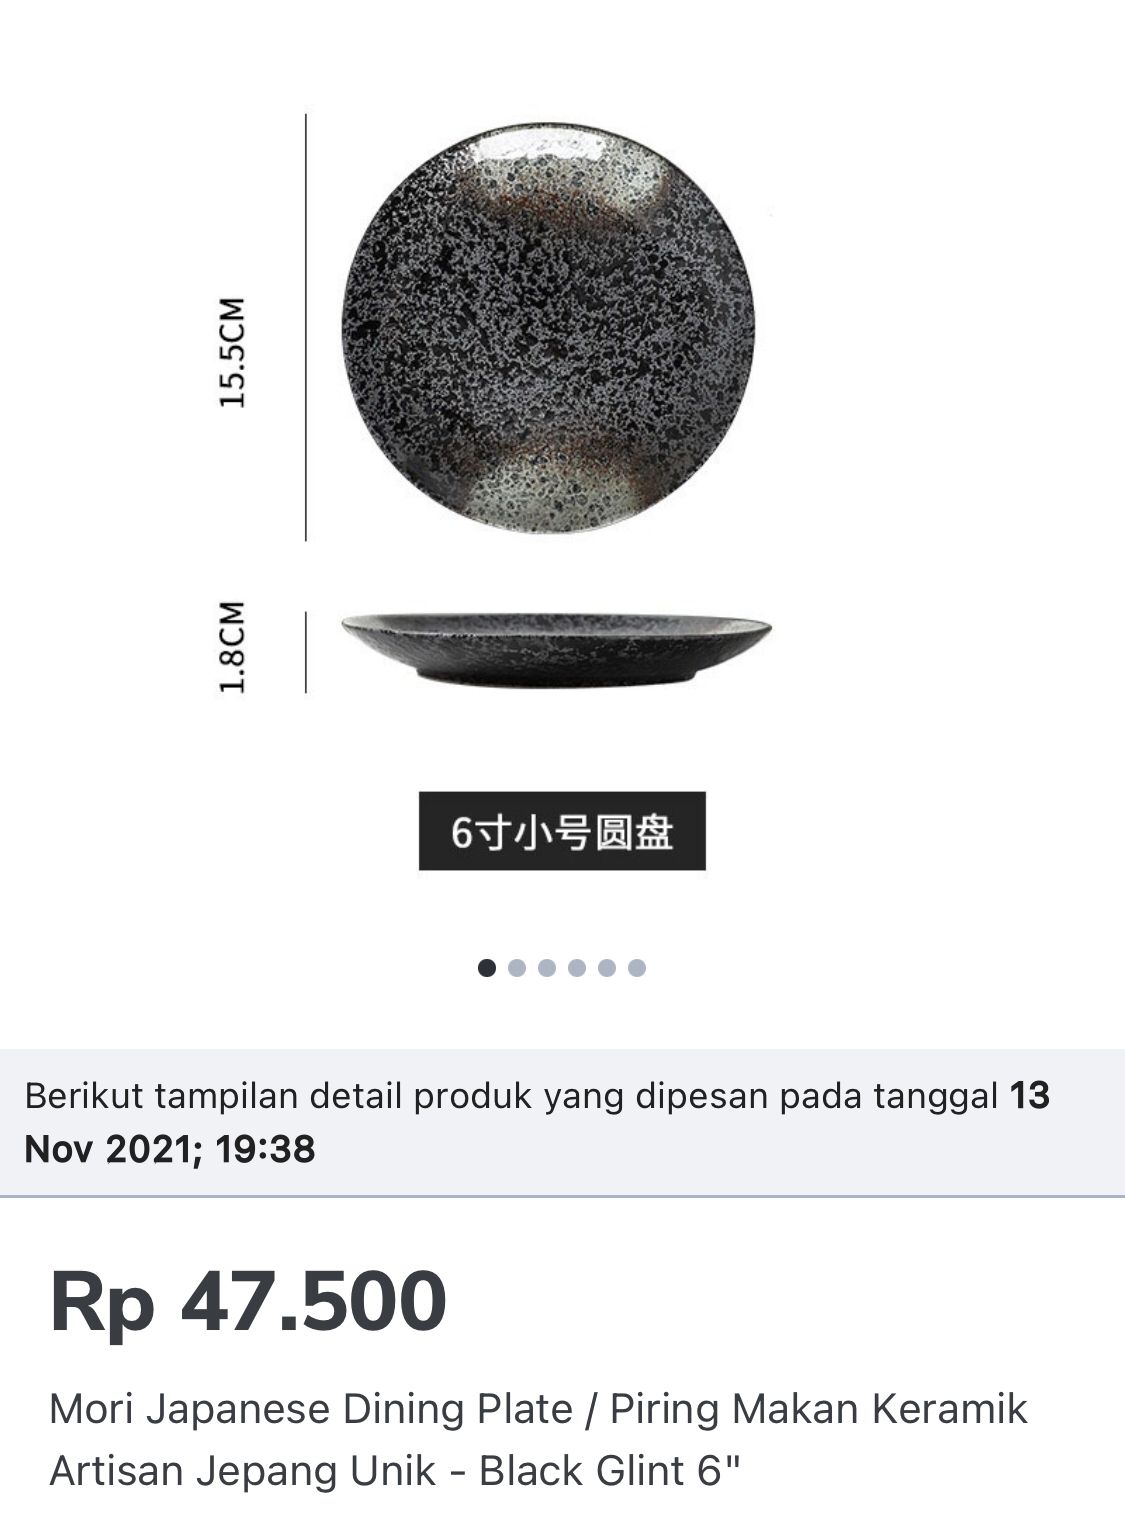 15.5CM
1.8CM
6寸小号圆盘
Berikut tampilan detail produk yang dipesan pada tanggal 13
Nov 2021; 19:38
Rp 47.500
Mori Japanese Dining Plate / Piring Makan Keramik
Artisan Jepang Unik - Black Glint 6"